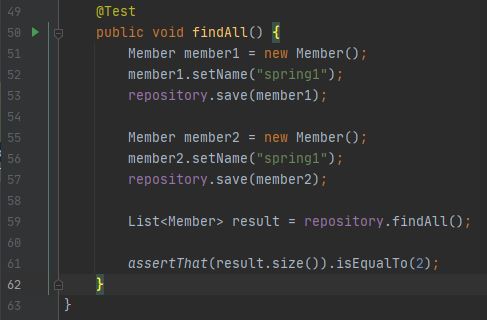 49 @Test
50 public void findAll() {
51 Member member1 = new Member();
52 member1.setName("spring1");
53 repository.save(member1);
54
55 Member member2 = new Member();
56 member2.setName("spring1");
57 repository.save(member2);
58
59 List<Member> result = repository.findAll();
60
61 assertThat(result.size()).isEqualTo(2);
62 }
63 }